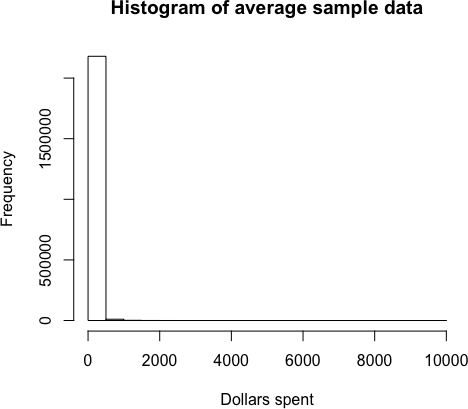 Histogram of average sample data
Frequency
1500000
500000
0
0 2000 4000 6000 8000 10000
Dollars spent